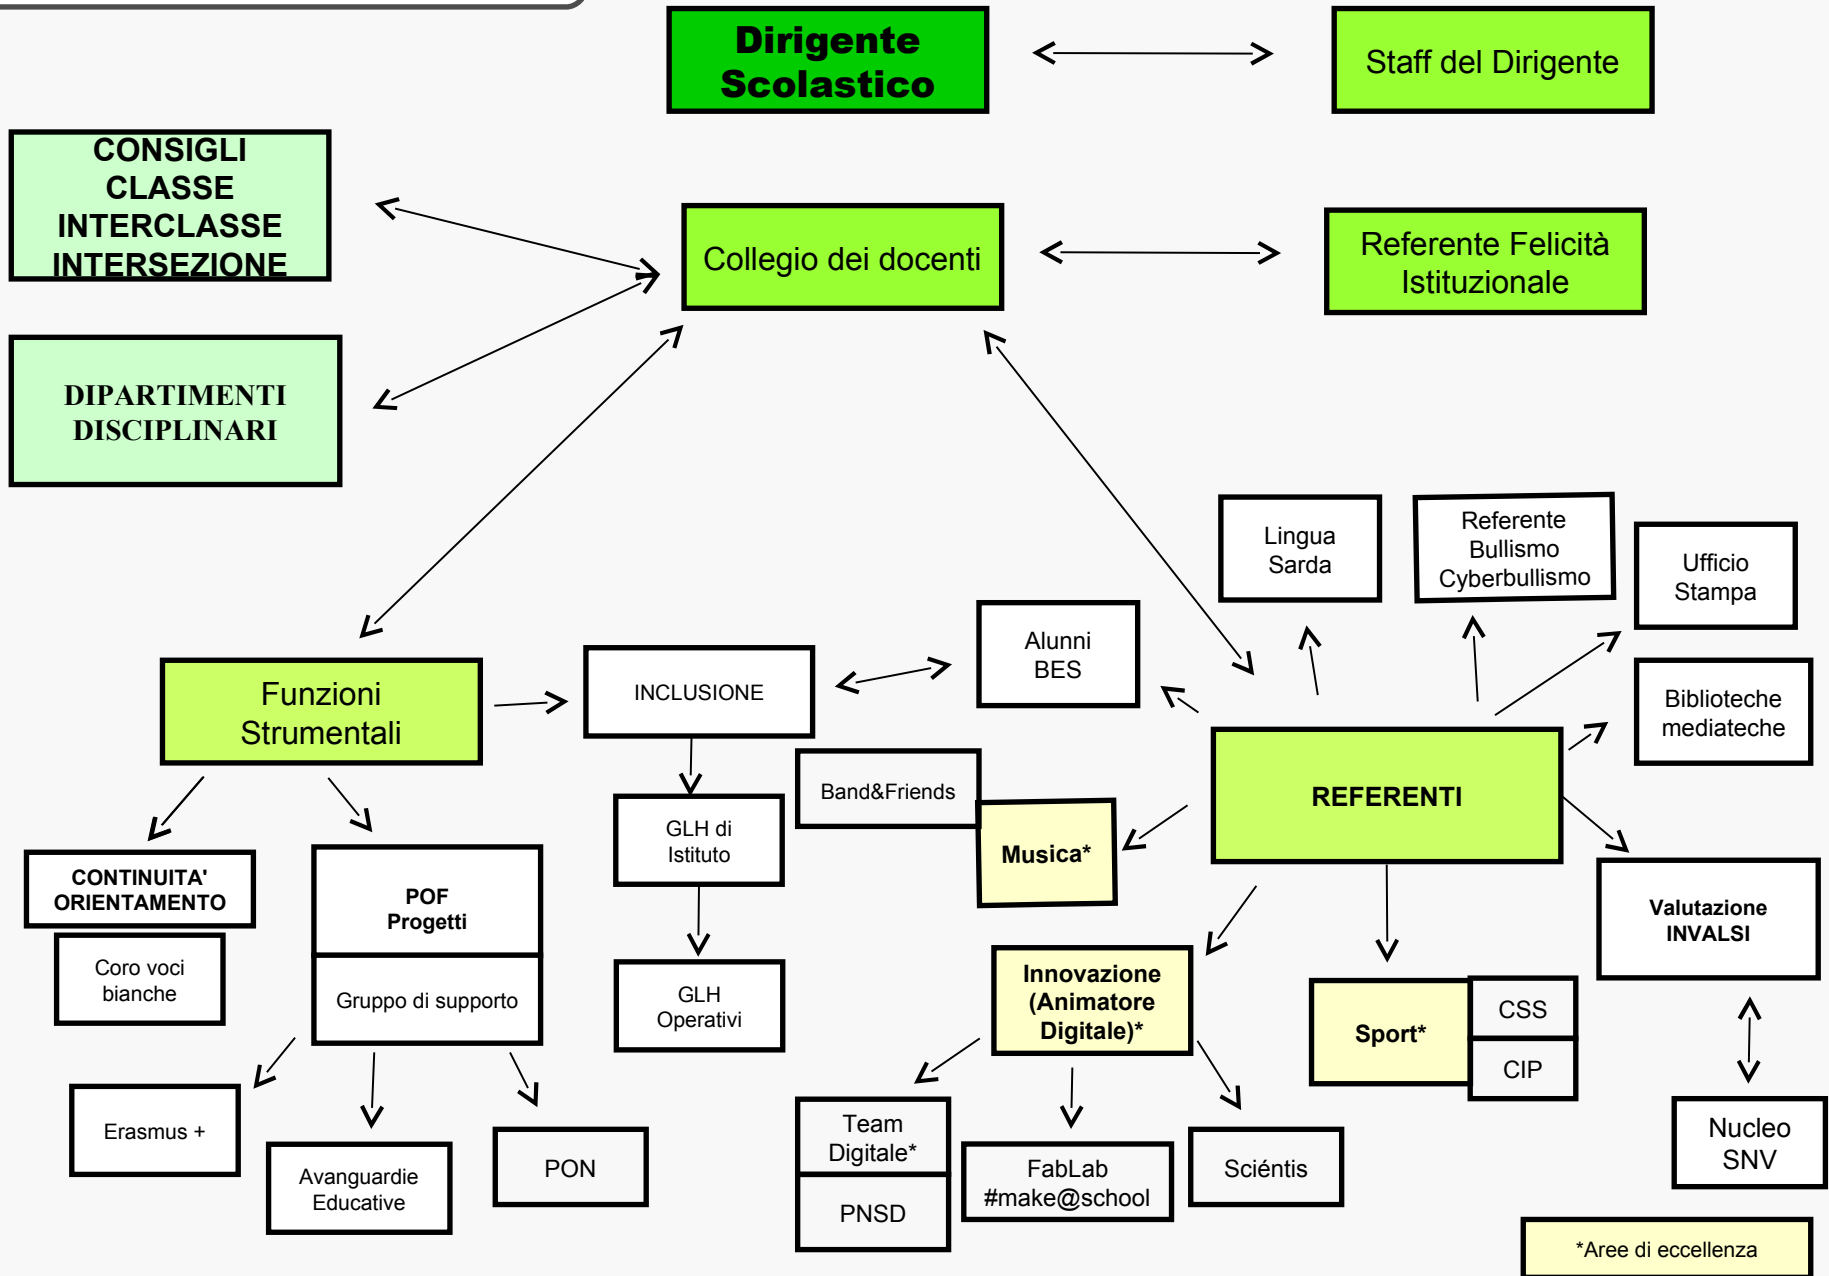 Dirigente
Scolastico
Staff del Dirigente
CONSIGLI
CLASSE
INTERCLASSE
INTERSEZIONE
Collegio dei docenti
Referente Felicità
Istituzionale
DIPARTIMENTI
DISCIPLINARI
Lingua
Sarda
Referente
Bullismo
Cyberbullismo
Ufficio
Stampa
Alunni
BES
Funzioni
Strumentali
INCLUSIONE
Biblioteche
mediateche
Band&Friends
REFERENTI
GLH di
Istituto
Musica*
CONTINUITA'
ORIENTAMENTO
POF
Progetti
Valutazione
INVALSI
Coro voci
bianche
Gruppo di supporto
GLH
Operativi
Innovazione
(Animatore
Digitale)*
Sport*
CSS
CIP
Erasmus +
Avanguardie
Educative
PON
Team
Digitale*
PNSD
FabLab
#make@school
Sciéntis
Nucleo
SNV
*Aree di eccellenza